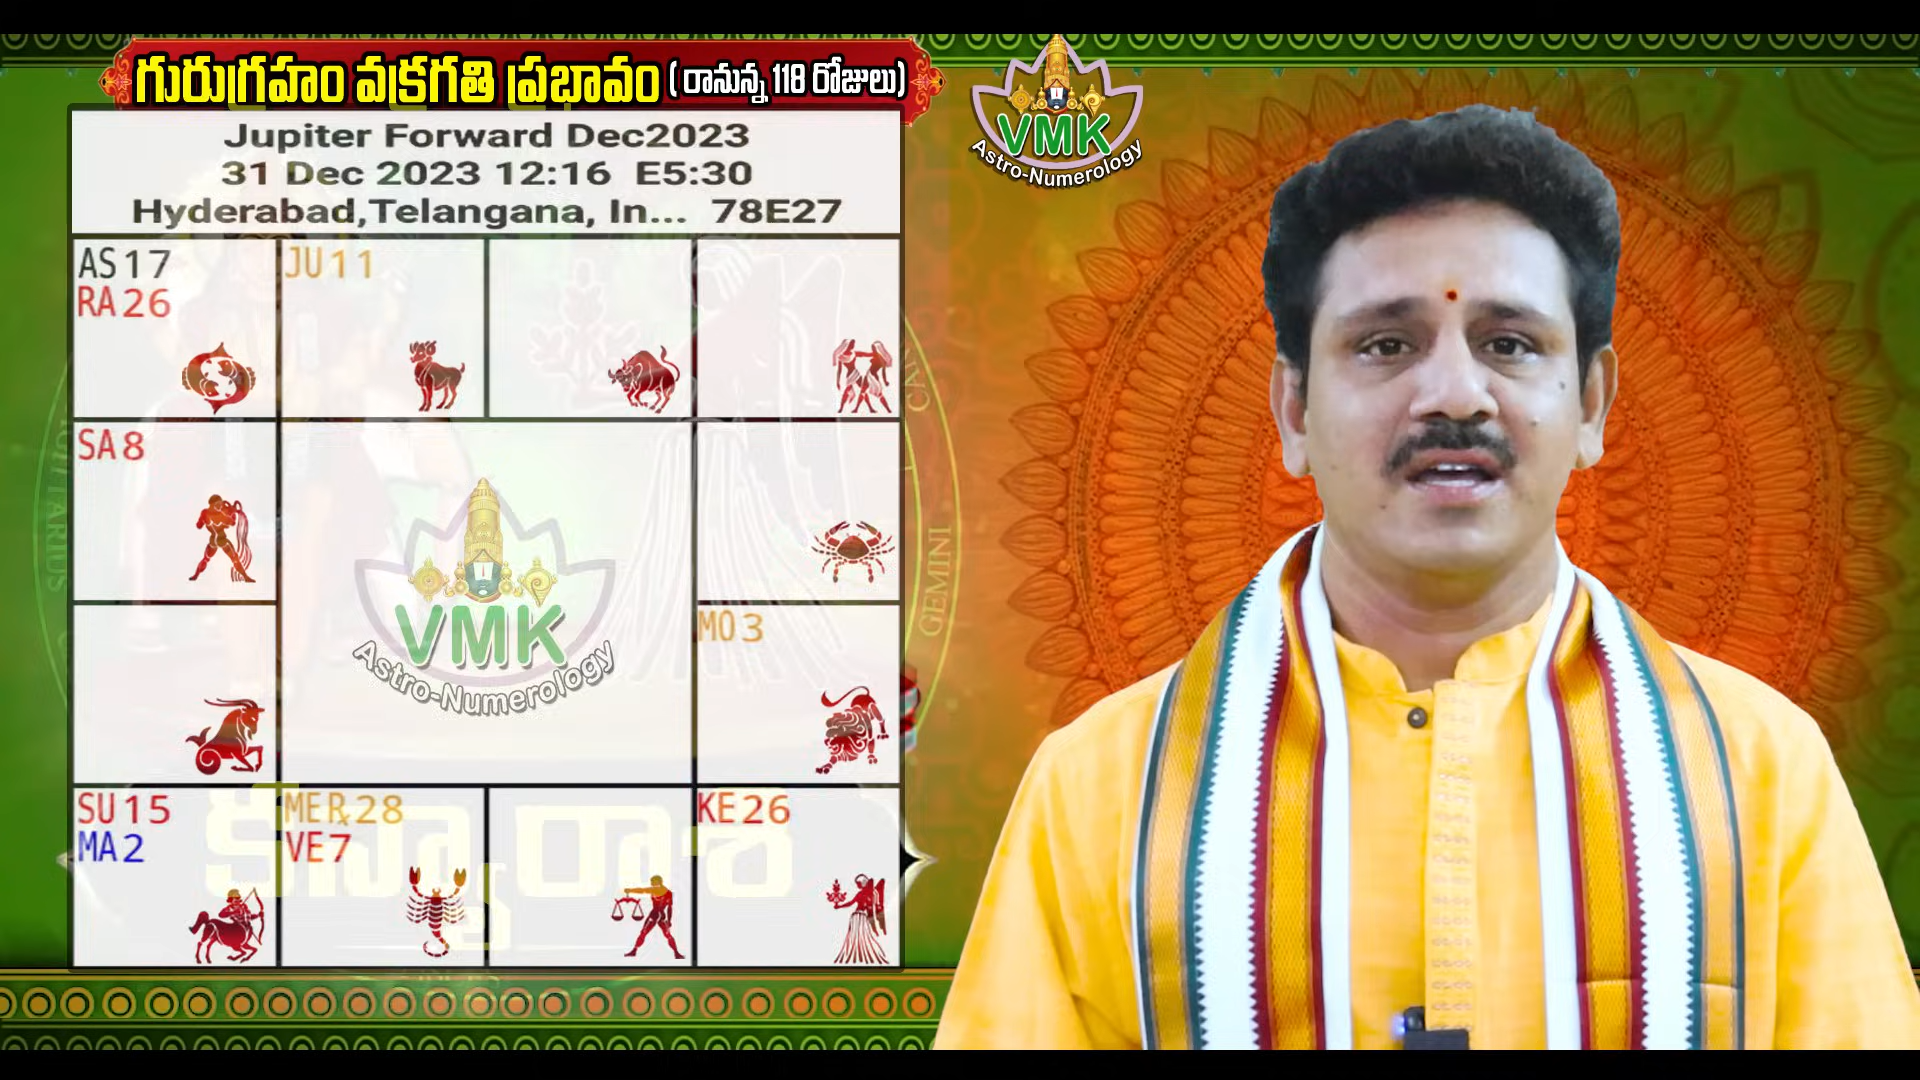 గురుగ్రహం వక్రగతి ప్రభావం ( రానున్న 118 రోజులు)
VMK
Astro-Numerology
Jupiter Forward Dec2023
31 Dec 2023 12:16 E5:30
Hyderabad,Telangana, In... 78E27
AS 17
RA 26
JU 11
SA 8
VMK
Astro-Numerology
MO 3
SU 15
MA 2
MER℞ 28
VE 7
KE 26
కన్యా రాశి
GEMINI